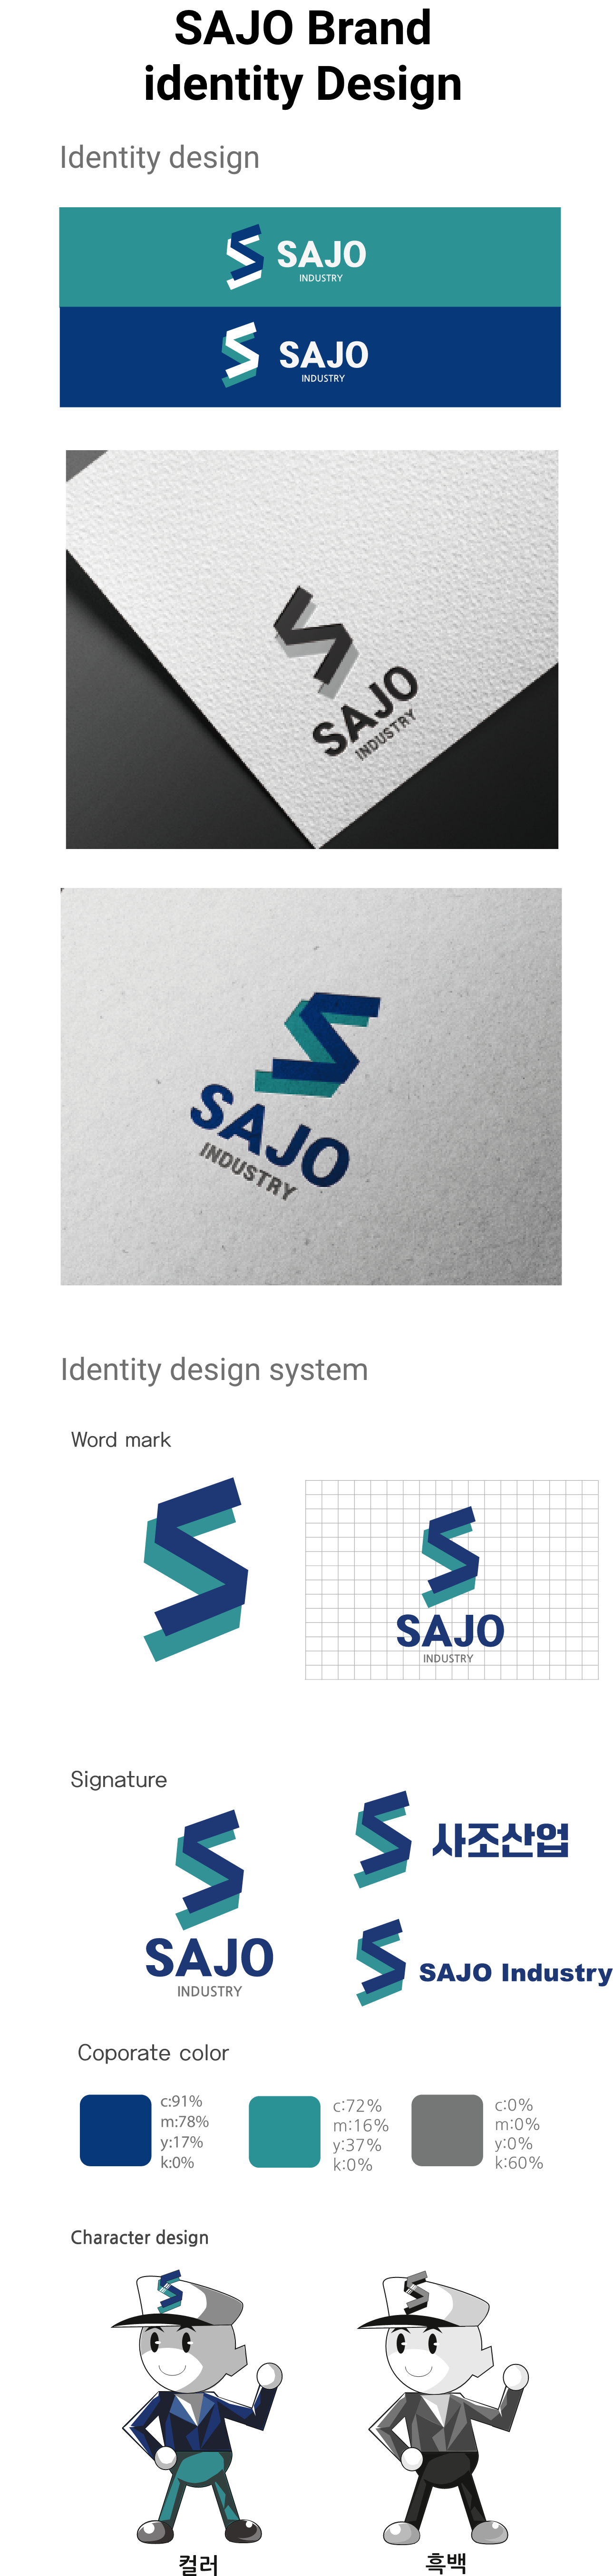 SAJO Brand
identity Design
Identity design
SAJO
INDUSTRY
SAJO
INDUSTRY
SAJO
INDUSTRY
SAJO
INDUSTRY
Identity design system
Word mark
SAJO
INDUSTRY
Signature
사조산업
SAJO
INDUSTRY
SAJO Industry
Coporate color
c:91%
m:78%
y:17%
k:0%
c:72%
m:16%
y:37%
k:0%
c:0%
m:0%
y:0%
k:60%
Character design
컬러
흑백